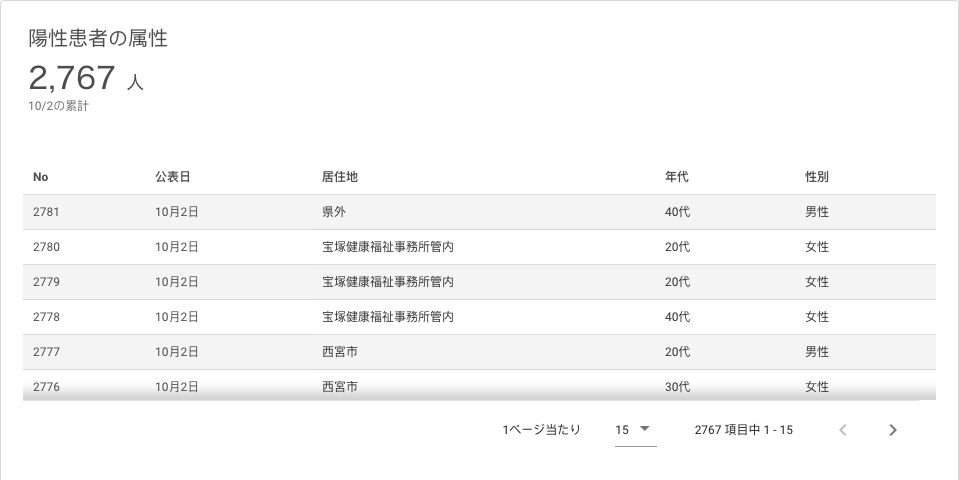 陽性患者の属性
2,767 人
10/2の累計
No 公表日 居住地 年代 性別
2781 10月2日 県外 40代 男性
2780 10月2日 宝塚健康福祉事務所管内 20代 女性
2779 10月2日 宝塚健康福祉事務所管内 20代 女性
2778 10月2日 宝塚健康福祉事務所管内 40代 女性
2777 10月2日 西宮市 20代 男性
2776 10月2日 西宮市 30代 女性
1ページ当たり 15 2767 項目中 1 - 15